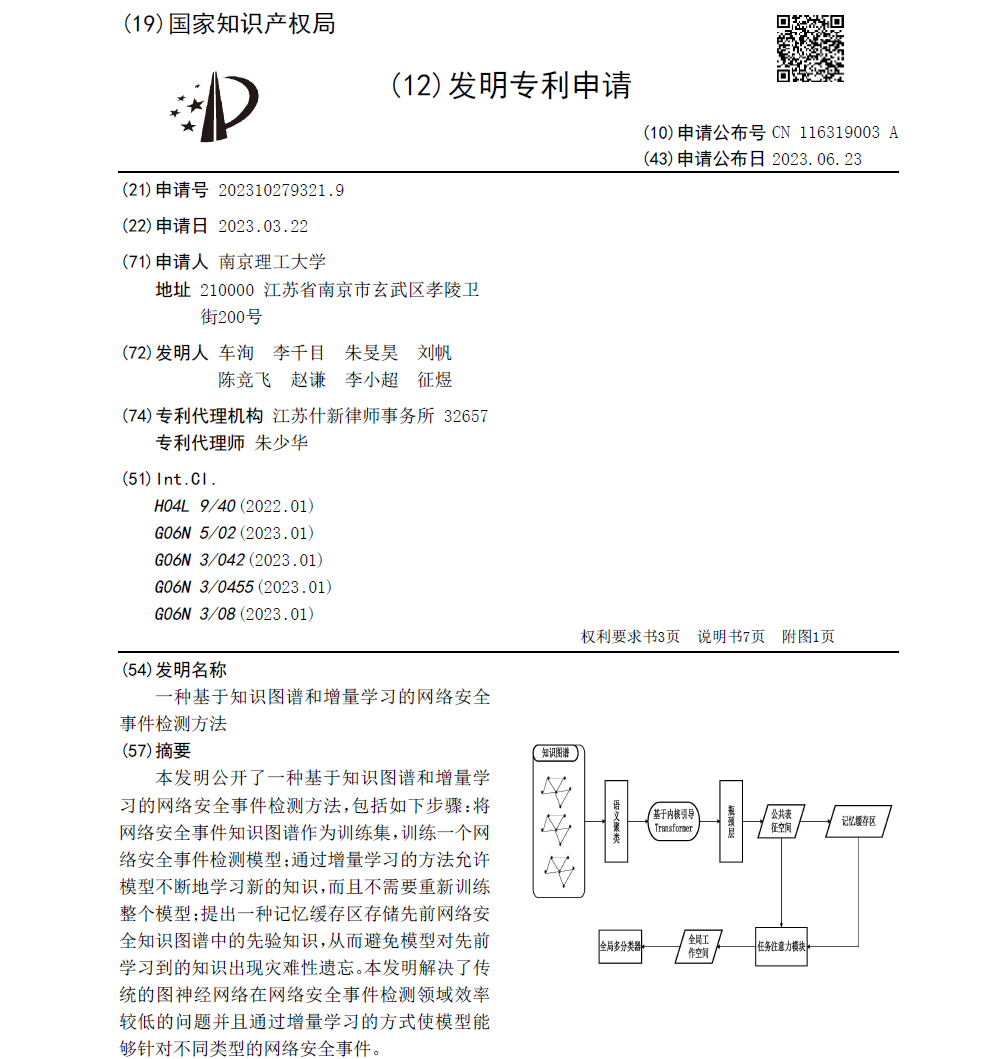 (19)国家知识产权局
(12)发明专利申请
(10)申请公布号 CN 116319003 A
(43)申请公布日 2023.06.23
(21)申请号 202310279321.9
(22)申请日 2023.03.22
(71)申请人 南京理工大学
地址 210000 江苏省南京市玄武区孝陵卫
街200号
(72)发明人 车洵 李千目 朱旻昊 刘帆
陈竞飞 赵谦 李小超 征煜
(74)专利代理机构 江苏什新律师事务所 32657
专利代理师 朱少华
(51)Int.Cl.
H04L 9/40(2022.01)
G06N 5/02(2023.01)
G06N 3/042(2023.01)
G06N 3/0455(2023.01)
G06N 3/08(2023.01)
权利要求书3页 说明书7页 附图1页
(54)发明名称
一种基于知识图谱和增量学习的网络安全
事件检测方法
(57)摘要
本发明公开了一种基于知识图谱和增量学
习的网络安全事件检测方法,包括如下步骤:将
网络安全事件知识图谱作为训练集,训练一个网
络安全事件检测模型;通过增量学习的方法允许
模型不断地学习新的知识,而且不需要重新训练
整个模型;提出一种记忆缓存区存储先前网络安
全知识图谱中的先验知识,从而避免模型对先前
学习到的知识出现灾难性遗忘。本发明解决了传
统的图神经网络在网络安全事件检测领域效率
较低的问题并且通过增量学习的方式使模型能
够针对不同类型的网络安全事件。
知识图谱
语义聚类
基于内核引导
Transformer
瓶颈层
公共表
征空间
记忆缓存区
全局多分类器
全局工
作空间
任务注意力模块